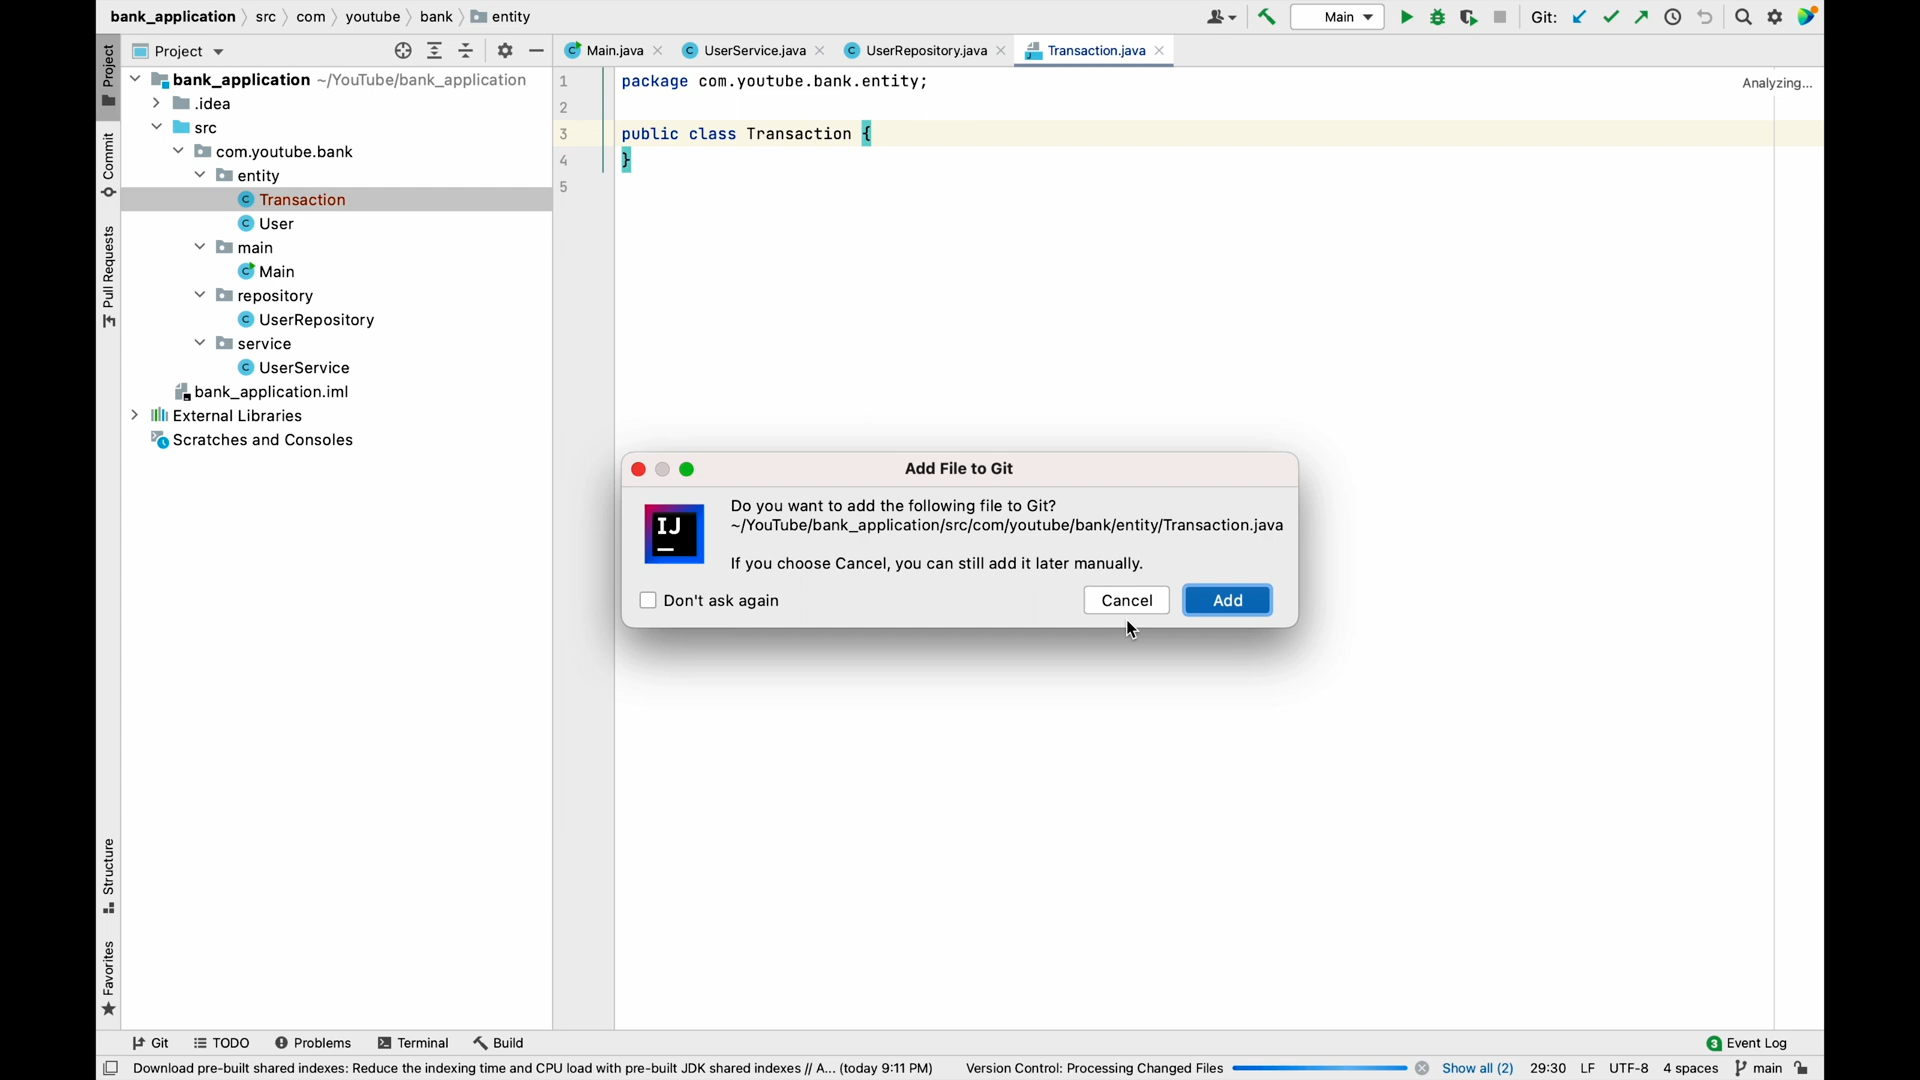 bank_application > src > com > youtube > bank > entity
Main
Git:
Project
Main.java
UserService.java
UserRepository.java
Transaction.java
Project
Commit
Pull Requests
Structure
Favorites
bank_application ~/YouTube/bank_application
.idea
src
com.youtube.bank
entity
Transaction
User
main
Main
repository
UserRepository
service
UserService
bank_application.iml
External Libraries
Scratches and Consoles
1 package com.youtube.bank.entity;
2
3 public class Transaction {
4 }
5
Analyzing...
Add File to Git
IJ
Do you want to add the following file to Git?
~/YouTube/bank_application/src/com/youtube/bank/entity/Transaction.java
If you choose Cancel, you can still add it later manually.
Don't ask again
Cancel
Add
Git
TODO
Problems
Terminal
Build
3 Event Log
Download pre-built shared indexes: Reduce the indexing time and CPU load with pre-built JDK shared indexes // A... (today 9:11 PM)
Version Control: Processing Changed Files
Show all (2)
29:30
LF
UTF-8
4 spaces
main